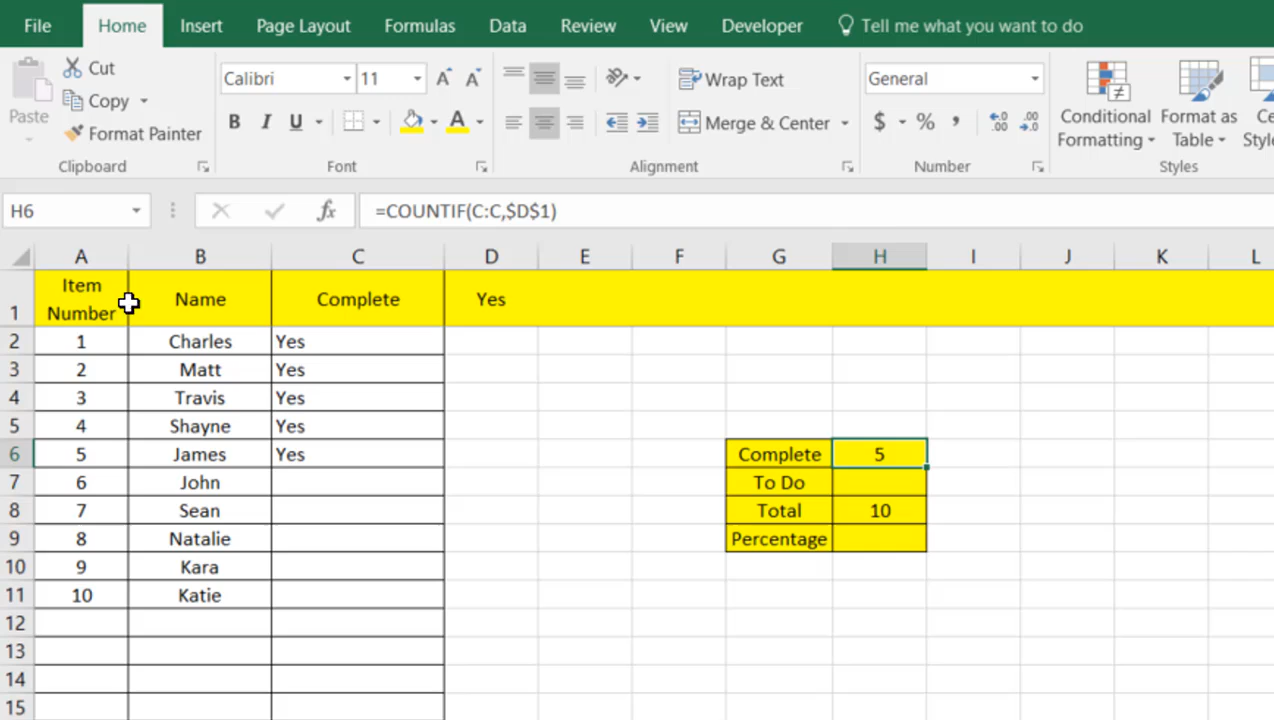 File Home Insert Page Layout Formulas Data Review View Developer Tell me what you want to do
Cut
Copy
Format Painter
Paste
Clipboard
Calibri 11 A A
B I U A
Font
Wrap Text
Merge & Center
Alignment
General
$ % , .00 .0
Number
Conditional Formatting
Format as Table
Styles
H6 fx =COUNTIF(C:C,$D$1)
A B C D E F G H I J K L
1 Item Number Name Complete Yes
2 1 Charles Yes
3 2 Matt Yes
4 3 Travis Yes
5 4 Shayne Yes
6 5 James Yes Complete 5
7 6 John To Do
8 7 Sean Total 10
9 8 Natalie Percentage
10 9 Kara
11 10 Katie
12
13
14
15